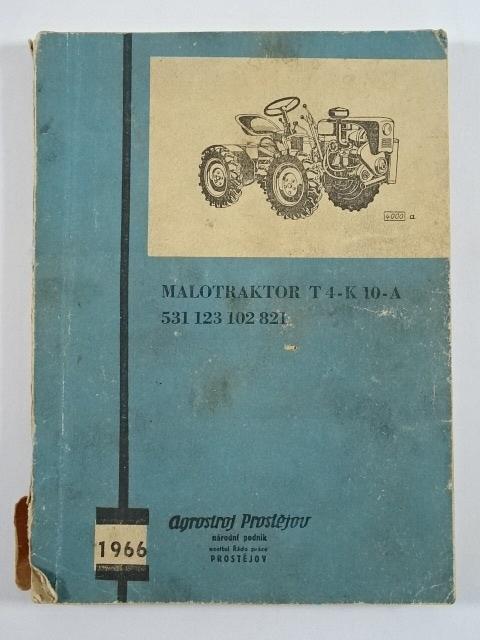 4000 a
MALOTRAKTOR T 4-K 10-A
531 123 102 821
1966
Agrostroj Prostějov
národní podnik
nositel Řádu práce
PROSTĚJOV